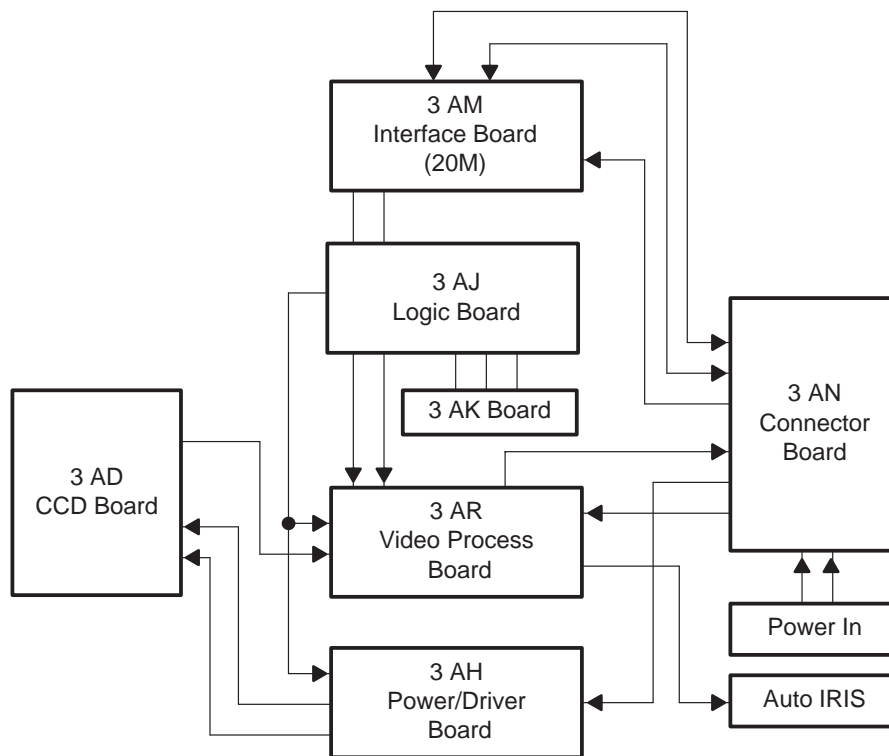 3 AM
Interface Board
(20M)
3 AJ
Logic Board
3 AK Board
3 AN
Connector
Board
3 AD
CCD Board
3 AR
Video Process
Board
Power In
3 AH
Power/Driver
Board
Auto IRIS